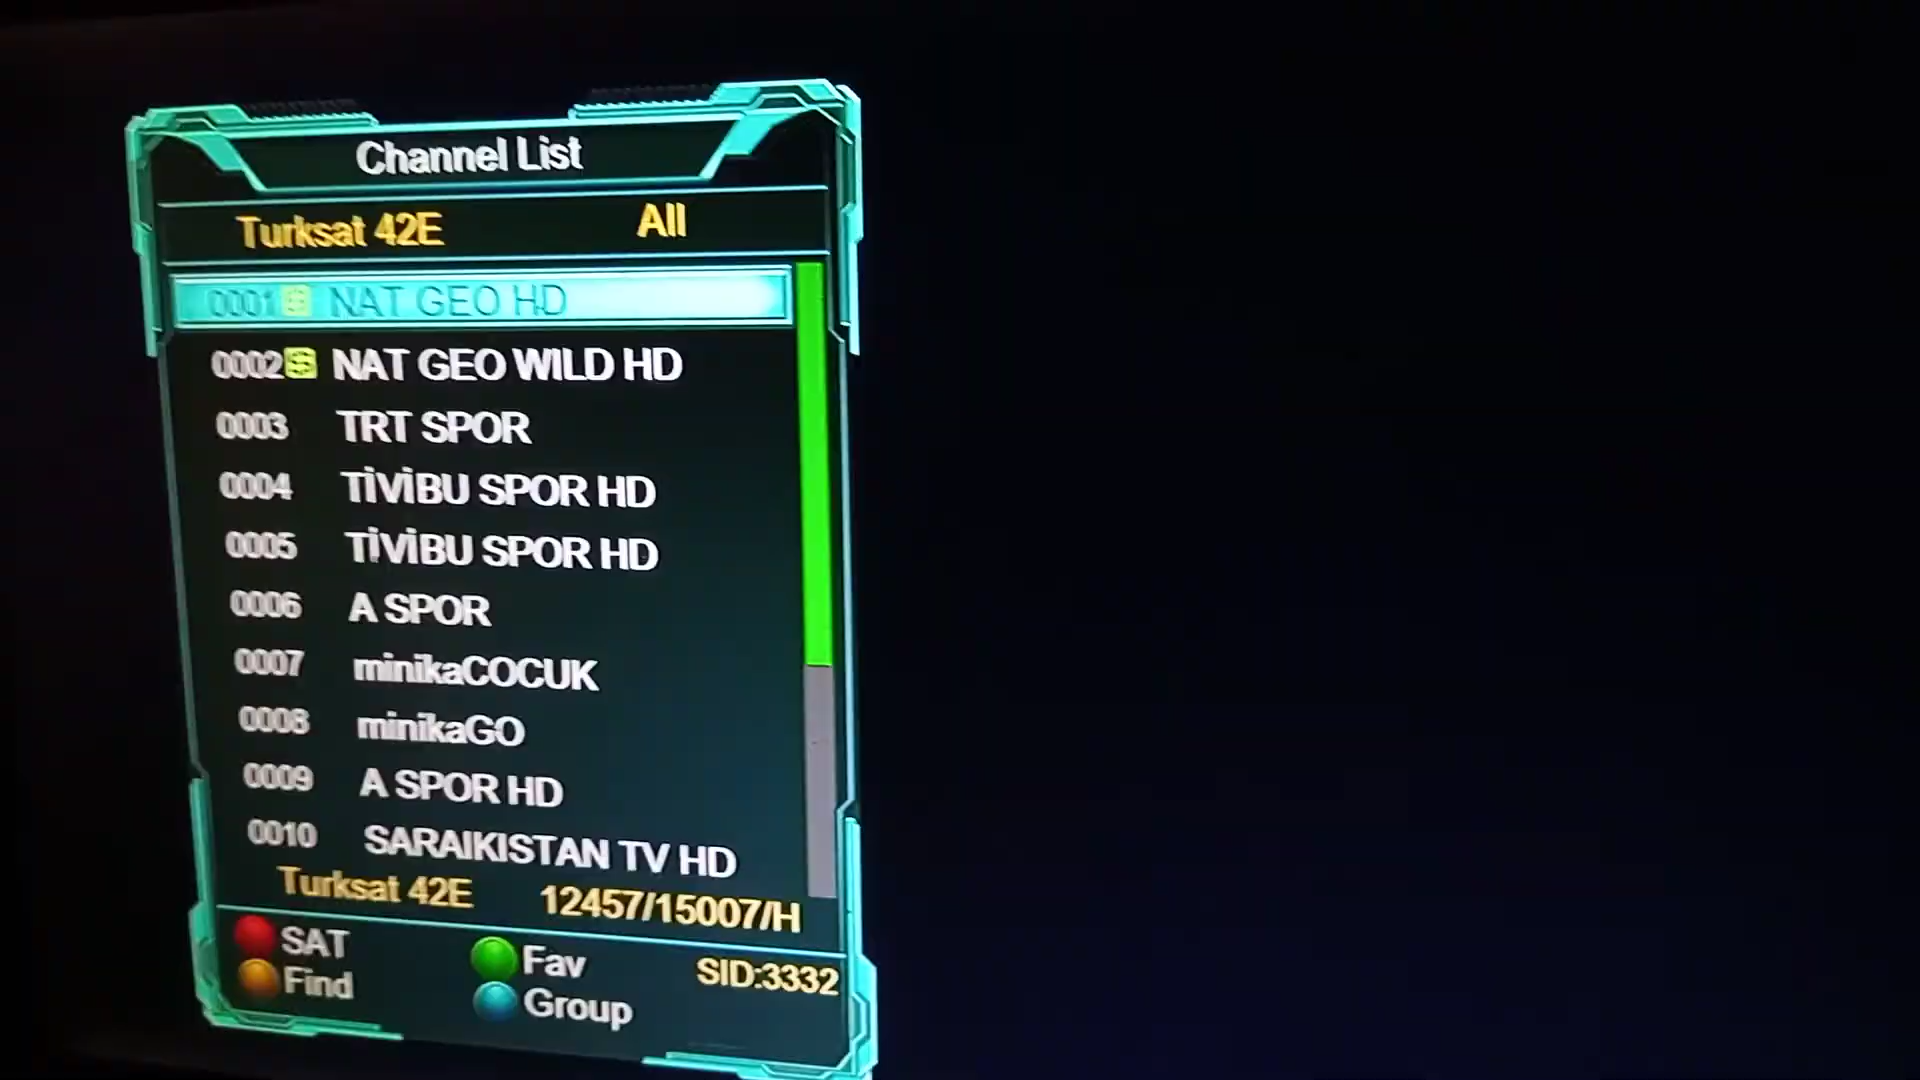 Channel List
Turksat 42E All
0001 $ NAT GEO HD
0002 $ NAT GEO WILD HD
0003 TRT SPOR
0004 TİVİBU SPOR HD
0005 TİVİBU SPOR HD
0006 A SPOR
0007 minikaCOCUK
0008 minikaGO
0009 A SPOR HD
0010 SARAIKISTAN TV HD
Turksat 42E 12457/15007/H
SAT Fav SID:3332
Find Group